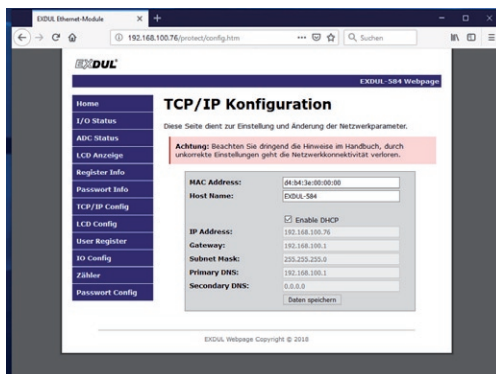 EXDUL Ethernet-Module
192.168.100.76/protect/config.htm
Suchen
EXDUL
EXDUL-584 Webpage
Home
I/O Status
ADC Status
LCD Anzeige
Register Info
Passwort Info
TCP/IP Config
LCD Config
User Register
IO Config
Zähler
Passwort Config
TCP/IP Konfiguration
Diese Seite dient zur Einstellung und Änderung der Netzwerkparameter.
Achtung: Beachten Sie dringend die Hinweise im Handbuch, durch
unkorrekte Einstellungen geht die Netzwerkkonnektivität verloren.
MAC Address: d4:b4:3e:00:00:00
Host Name: EXDUL-584
Enable DHCP
IP Address: 192.168.100.76
Gateway: 192.168.100.1
Subnet Mask: 255.255.255.0
Primary DNS: 192.168.100.1
Secondary DNS: 0.0.0.0
Daten speichern
EXDUL Webpage Copyright © 2018